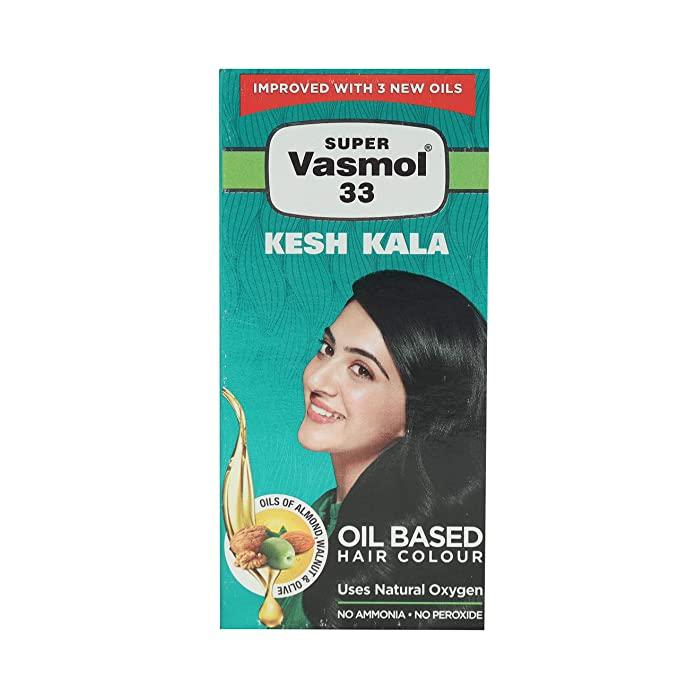 IMPROVED WITH 3 NEW OILS
SUPER
Vasmol®
33
KESH KALA
OILS OF ALMOND, WALNUT & OLIVE
OIL BASED
HAIR COLOUR
Uses Natural Oxygen
NO AMMONIA • NO PEROXIDE